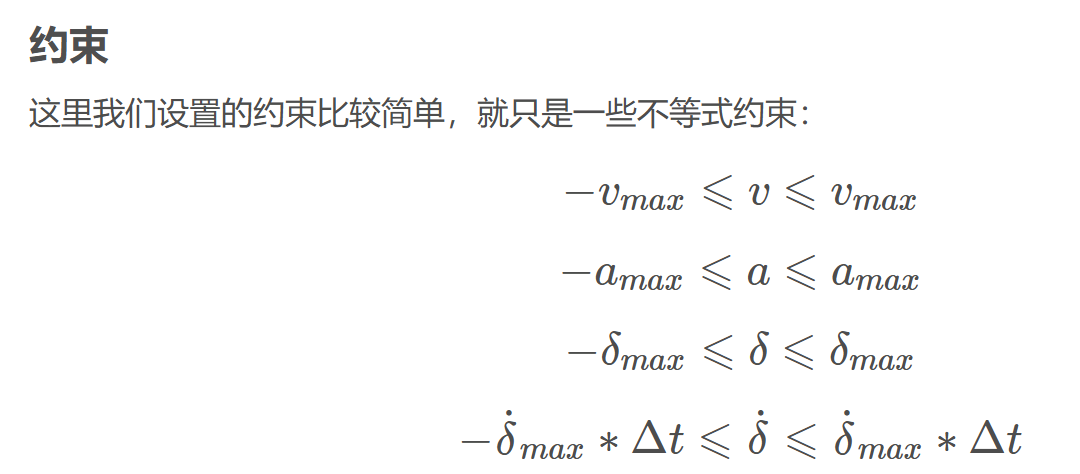 约束
这里我们设置的约束比较简单，就只是一些不等式约束：
$-v_{max} \leqslant v \leqslant v_{max}$
$-a_{max} \leqslant a \leqslant a_{max}$
$-\delta_{max} \leqslant \delta \leqslant \delta_{max}$
$-\dot{\delta}_{max} * \Delta t \leqslant \dot{\delta} \leqslant \dot{\delta}_{max} * \Delta t$